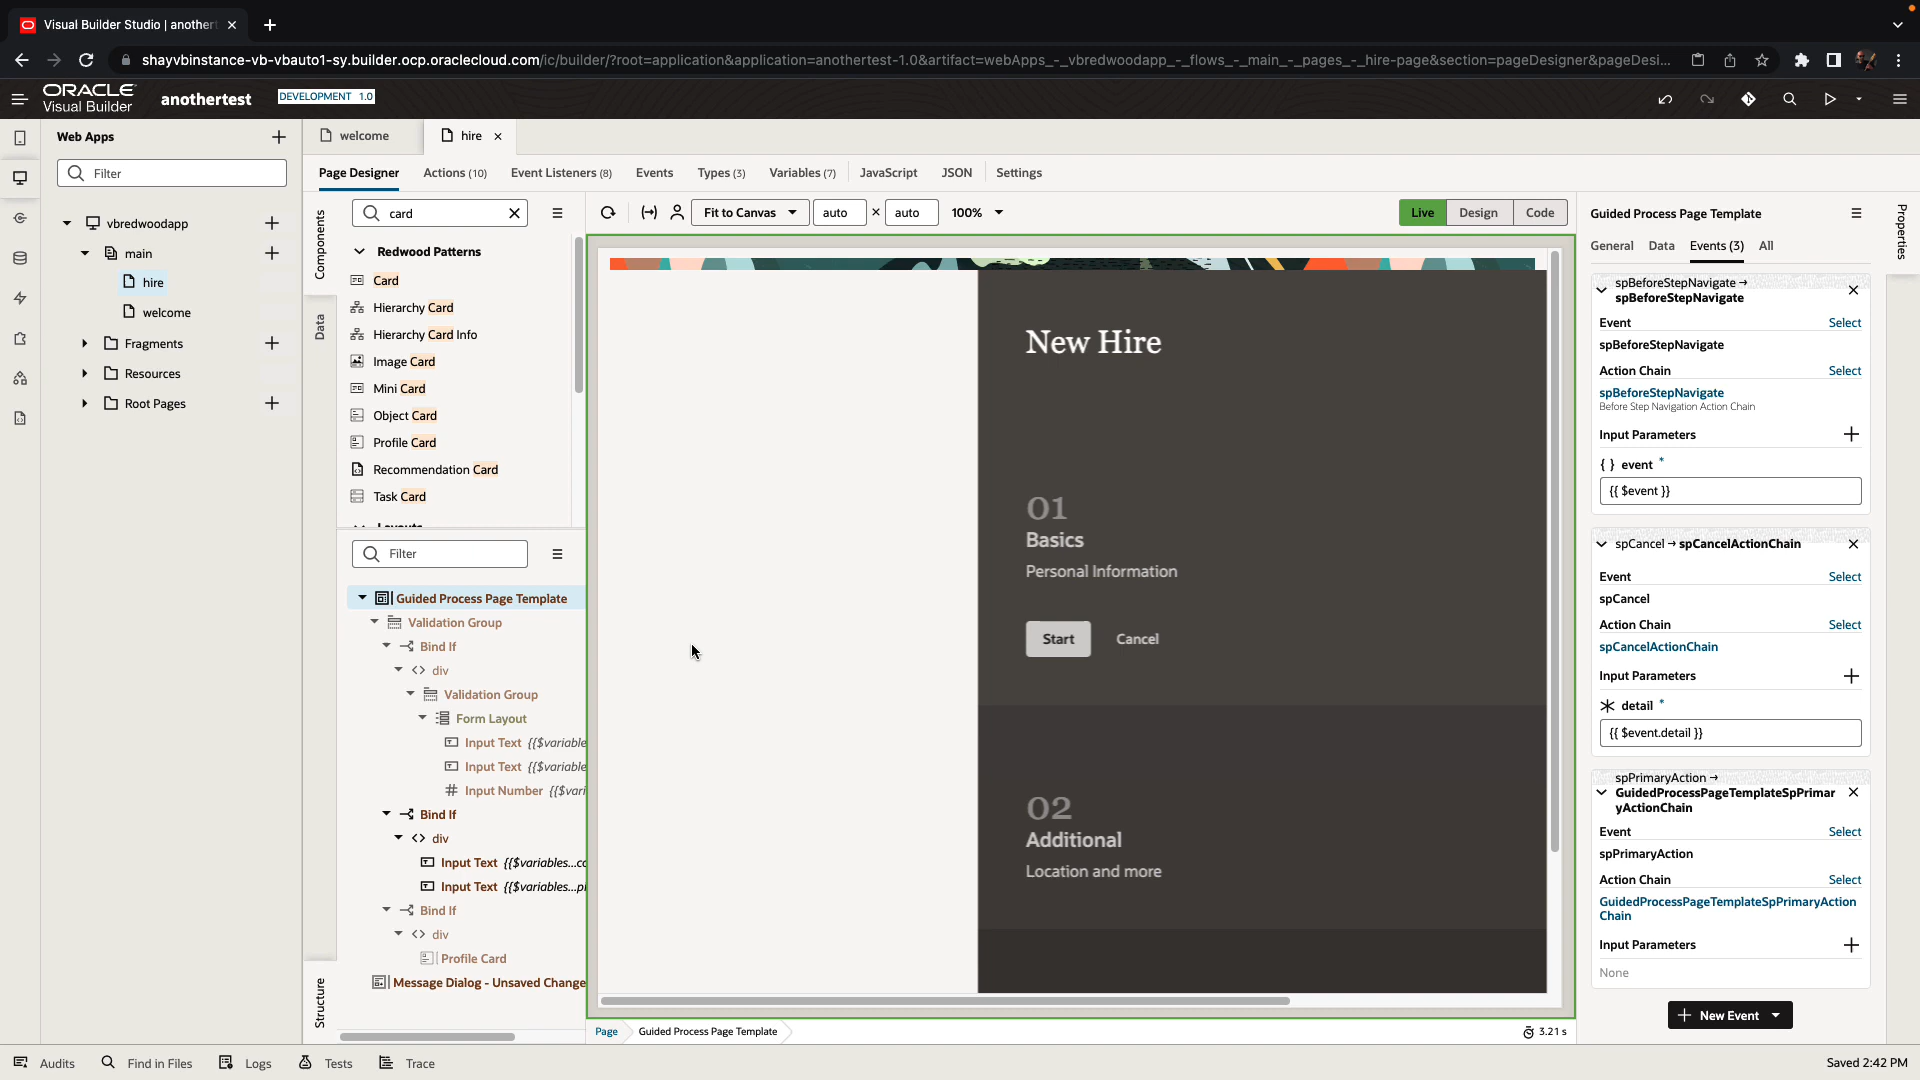 Visual Builder Studio | another
shayvbinstance-vb-vbauto1-sy.builder.ocp.oraclecloud.com/ic/builder/?root=application&application=anothertest-1.0&artifact=webApps_-_vbredwoodapp_-_flows_-_main_-_pages_-_hire-page&section=pageDesigner&pageDesi...
ORACLE
Visual Builder
anothertest
DEVELOPMENT 1.0
Web Apps
Filter
vbredwoodapp
main
hire
welcome
Fragments
Resources
Root Pages
welcome
hire
Page Designer
Actions (10)
Event Listeners (8)
Events
Types (3)
Variables (7)
JavaScript
JSON
Settings
Components
Data
Structure
card
Redwood Patterns
Card
Hierarchy Card
Hierarchy Card Info
Image Card
Mini Card
Object Card
Profile Card
Recommendation Card
Task Card
Layouts
Filter
Guided Process Page Template
Validation Group
Bind If
div
Validation Group
Form Layout
Input Text {{$variable
Input Text {{$variable
Input Number {{$vari
Bind If
div
Input Text {{$variables...co
Input Text {{$variables...pi
Bind If
div
Profile Card
Message Dialog - Unsaved Change
Fit to Canvas
auto × auto
100%
Live
Design
Code
New Hire
01
Basics
Personal Information
Start
Cancel
02
Additional
Location and more
Page
Guided Process Page Template
3.21 s
Guided Process Page Template
Properties
General
Data
Events (3)
All
spBeforeStepNavigate →
spBeforeStepNavigate
Event
Select
spBeforeStepNavigate
Action Chain
Select
spBeforeStepNavigate
Before Step Navigation Action Chain
Input Parameters
{ } event *
{{ $event }}
spCancel → spCancelActionChain
Event
Select
spCancel
Action Chain
Select
spCancelActionChain
Input Parameters
detail *
{{ $event.detail }}
spPrimaryAction →
GuidedProcessPageTemplateSpPrimar
yActionChain
Event
Select
spPrimaryAction
Action Chain
Select
GuidedProcessPageTemplateSpPrimaryAction
Chain
Input Parameters
None
New Event
Audits
Find in Files
Logs
Tests
Trace
Saved 2:42 PM